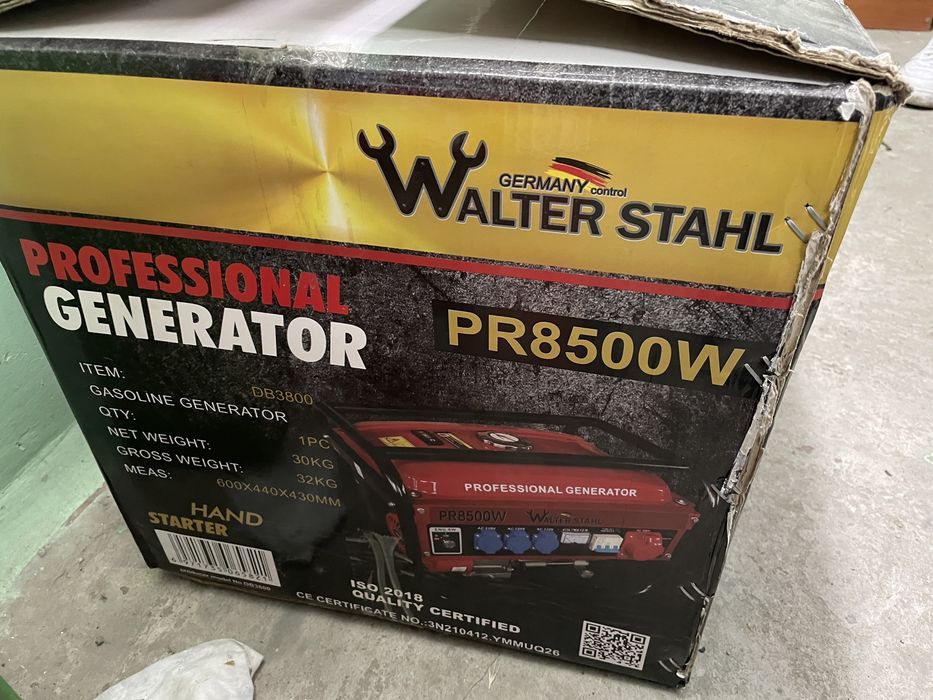 GERMANY control
WALTER STAHL
PROFESSIONAL
GENERATOR
PR8500W
ITEM: DB3800
GASOLINE GENERATOR
QTY: 1PC
NET WEIGHT: 30KG
GROSS WEIGHT: 32KG
MEAS: 600X440X430MM
HAND
STARTER
PROFESSIONAL GENERATOR
PR8500W WALTER STAHL
ISO 2018
QUALITY CERTIFIED
CE CERTIFICATE NO.:3N210412.YMMUQ26